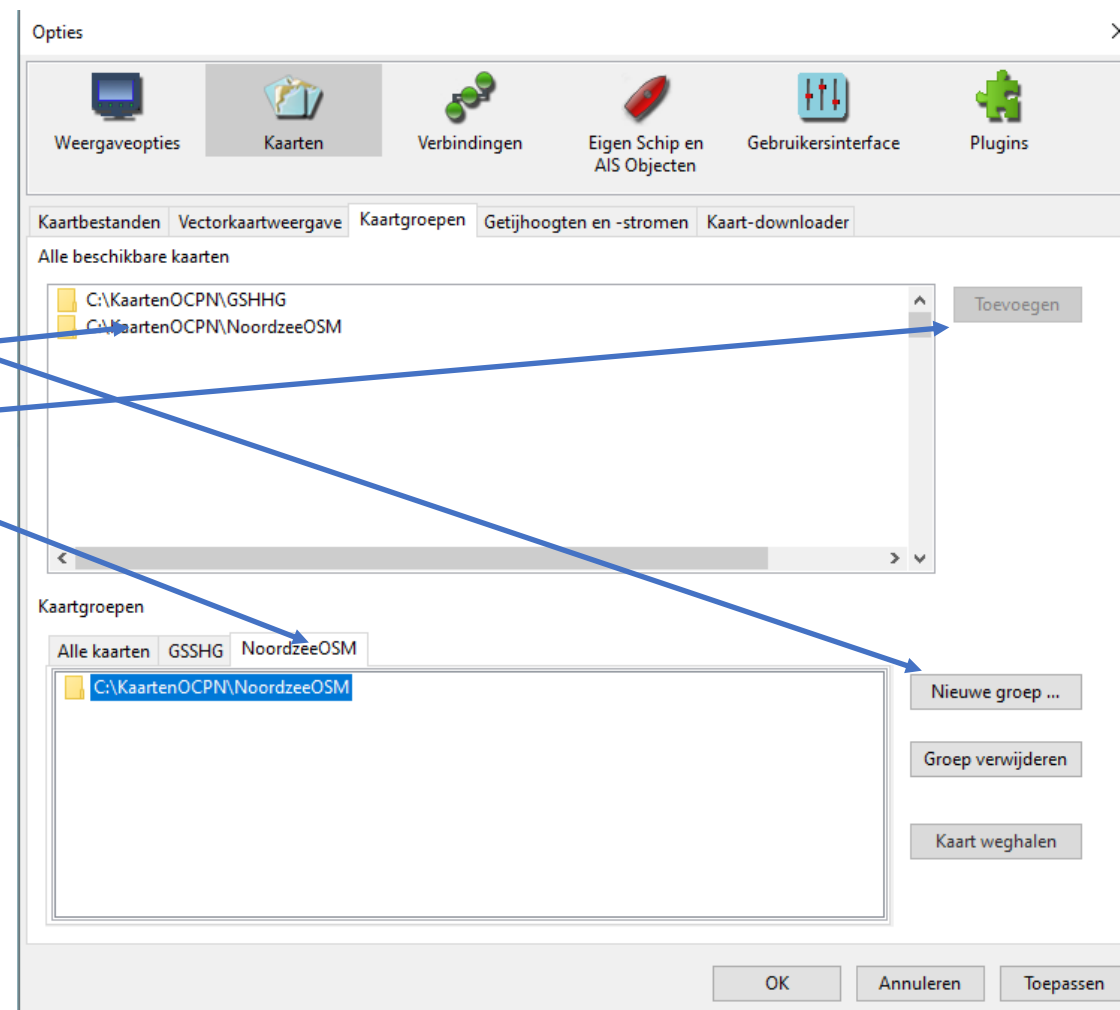 Opties
Weergaveopties
Kaarten
Verbindingen
Eigen Schip en
AIS Objecten
Gebruikersinterface
Plugins
Kaartbestanden
Vectorkaartweergave
Kaartgroepen
Getijhoogten en -stromen
Kaart-downloader
Alle beschikbare kaarten
C:\KaartenOCPN\GSHHG
C:\KaartenOCPN\NoordzeeOSM
Toevoegen
Kaartgroepen
Alle kaarten
GSSHG
NoordzeeOSM
C:\KaartenOCPN\NoordzeeOSM
Nieuwe groep ...
Groep verwijderen
Kaart weghalen
OK
Annuleren
Toepassen